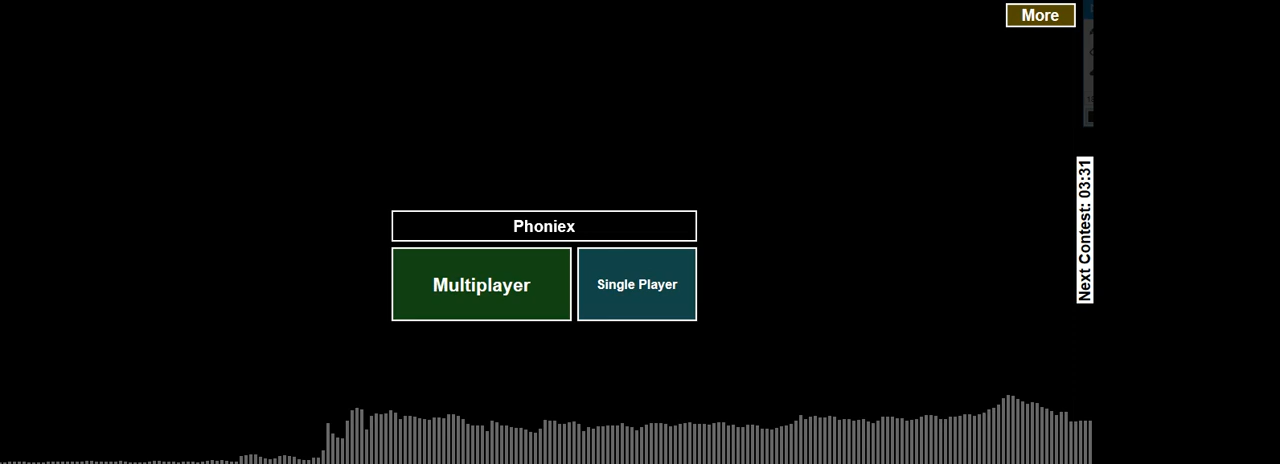 More
Next Contest: 03:31
Phoniex
Multiplayer
Single Player